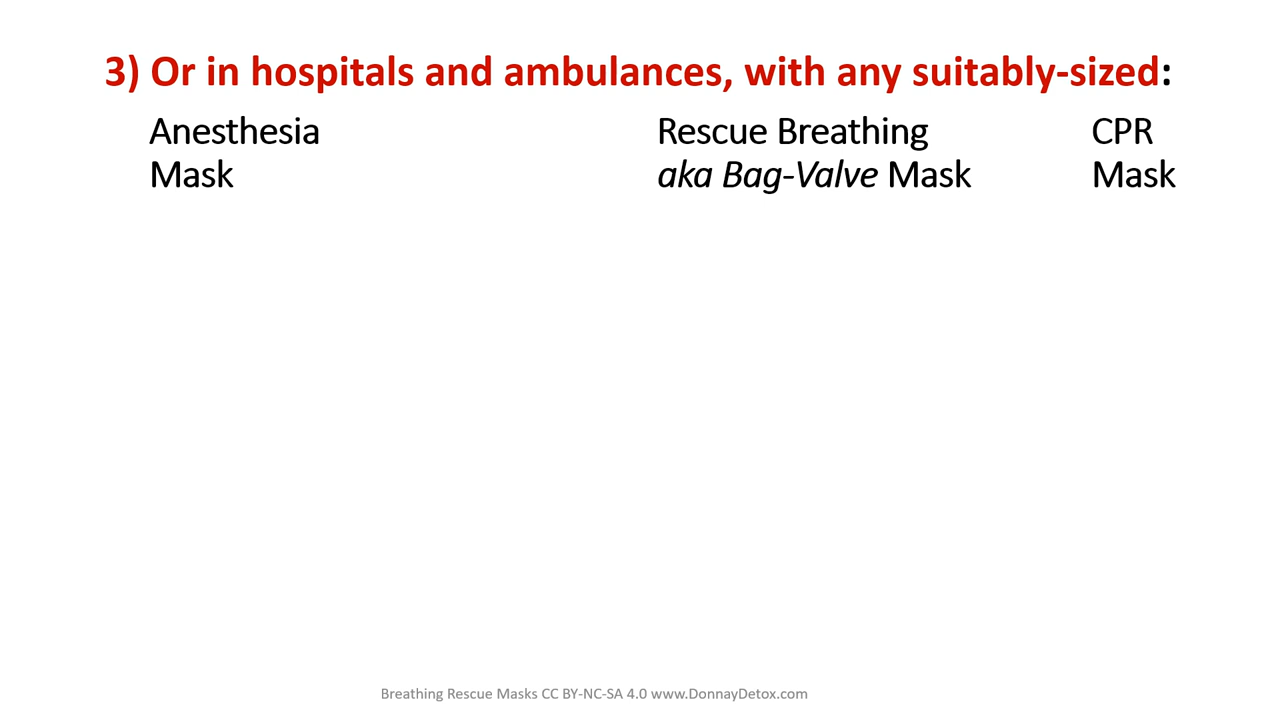 3) Or in hospitals and ambulances, with any suitably-sized:
Anesthesia
Mask
Rescue Breathing
aka Bag-Valve Mask
CPR
Mask
Breathing Rescue Masks CC BY-NC-SA 4.0 www.DonnayDetox.com